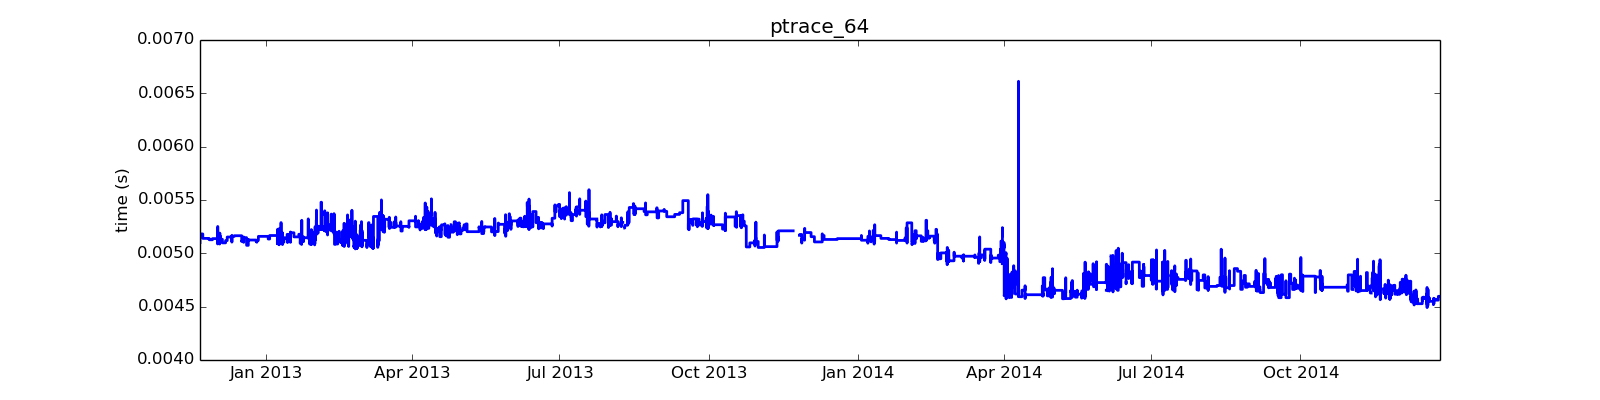 ptrace_64
0.0070
0.0065
0.0060
0.0055
0.0050
0.0045
0.0040
time (s)
Jan 2013
Apr 2013
Jul 2013
Oct 2013
Jan 2014
Apr 2014
Jul 2014
Oct 2014